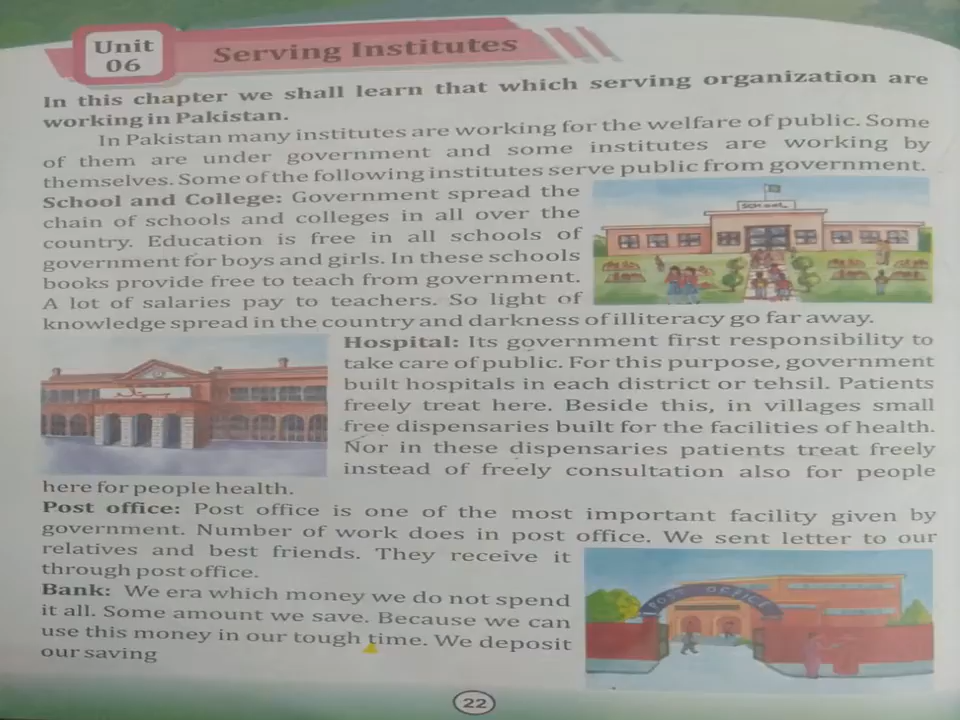 Unit
06
Serving Institutes
In this chapter we shall learn that which serving organization are
working in Pakistan.
In Pakistan many institutes are working for the welfare of public. Some
of them are under government and some institutes are working by
themselves. Some of the following institutes serve public from government.
School and College: Government spread the
chain of schools and colleges in all over the
country. Education is free in all schools of
government for boys and girls. In these schools
books provide free to teach from government.
A lot of salaries pay to teachers. So light of
knowledge spread in the country and darkness of illiteracy go far away.
Hospital: Its government first responsibility to
take care of public. For this purpose, government
built hospitals in each district or tehsil. Patients
freely treat here. Beside this, in villages small
free dispensaries built for the facilities of health.
Nor in these dispensaries patients treat freely
instead of freely consultation also for people
here for people health.
Post office: Post office is one of the most important facility given by
government. Number of work does in post office. We sent letter to our
relatives and best friends. They receive it
through post office.
POST OFFICE
Bank: We era which money we do not spend
it all. Some amount we save. Because we can
use this money in our tough time. We deposit
our saving
22